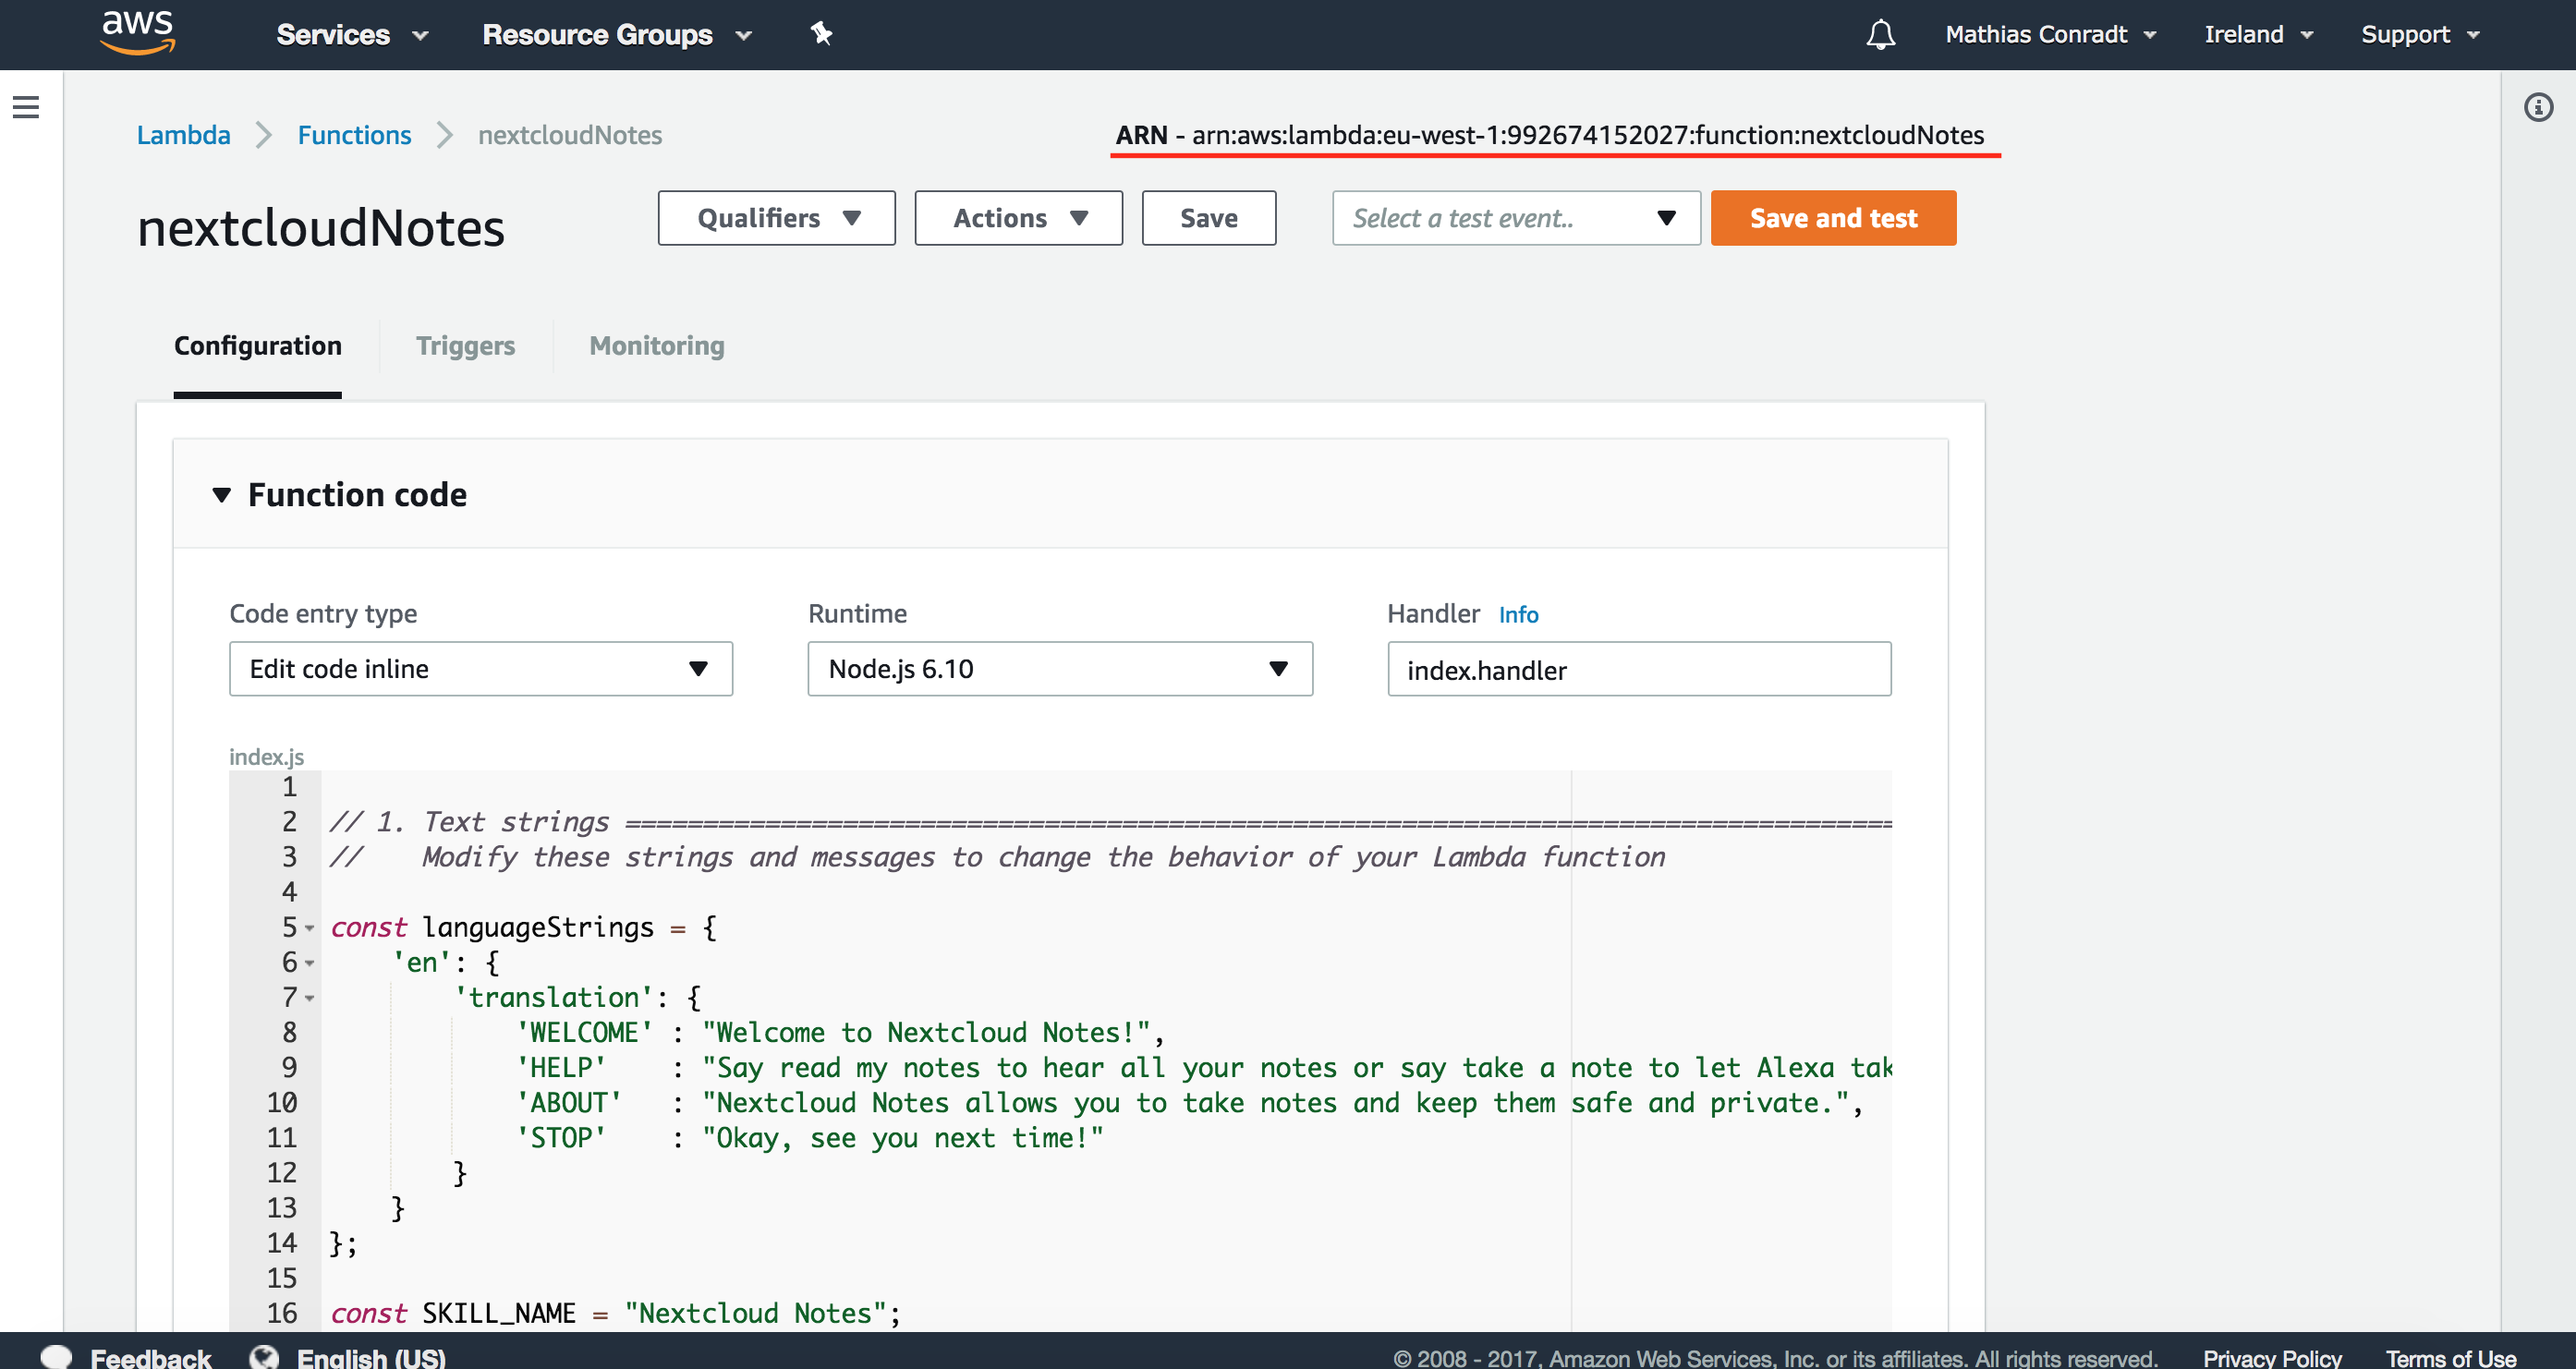 aws Services Resource Groups Mathias Conradt Ireland Support
Lambda Functions nextcloudNotes ARN - arn:aws:lambda:eu-west-1:992674152027:function:nextcloudNotes
nextcloudNotes Qualifiers Actions Save Select a test event.. Save and test
Configuration Triggers Monitoring
Function code
Code entry type Runtime Handler Info
Edit code inline Node.js 6.10 index.handler
index.js
1
2 // 1. Text strings ==================================================================================
3 //    Modify these strings and messages to change the behavior of your Lambda function
4
5 const languageStrings = {
6     'en': {
7         'translation': {
8             'WELCOME' : "Welcome to Nextcloud Notes!",
9             'HELP'    : "Say read my notes to hear all your notes or say take a note to let Alexa tak
10             'ABOUT'   : "Nextcloud Notes allows you to take notes and keep them safe and private.",
11             'STOP'    : "Okay, see you next time!"
12         }
13     }
14 };
15
16 const SKILL_NAME = "Nextcloud Notes";
Feedback English (US) © 2008 - 2017, Amazon Web Services, Inc. or its affiliates. All rights reserved. Privacy Policy Terms of Use